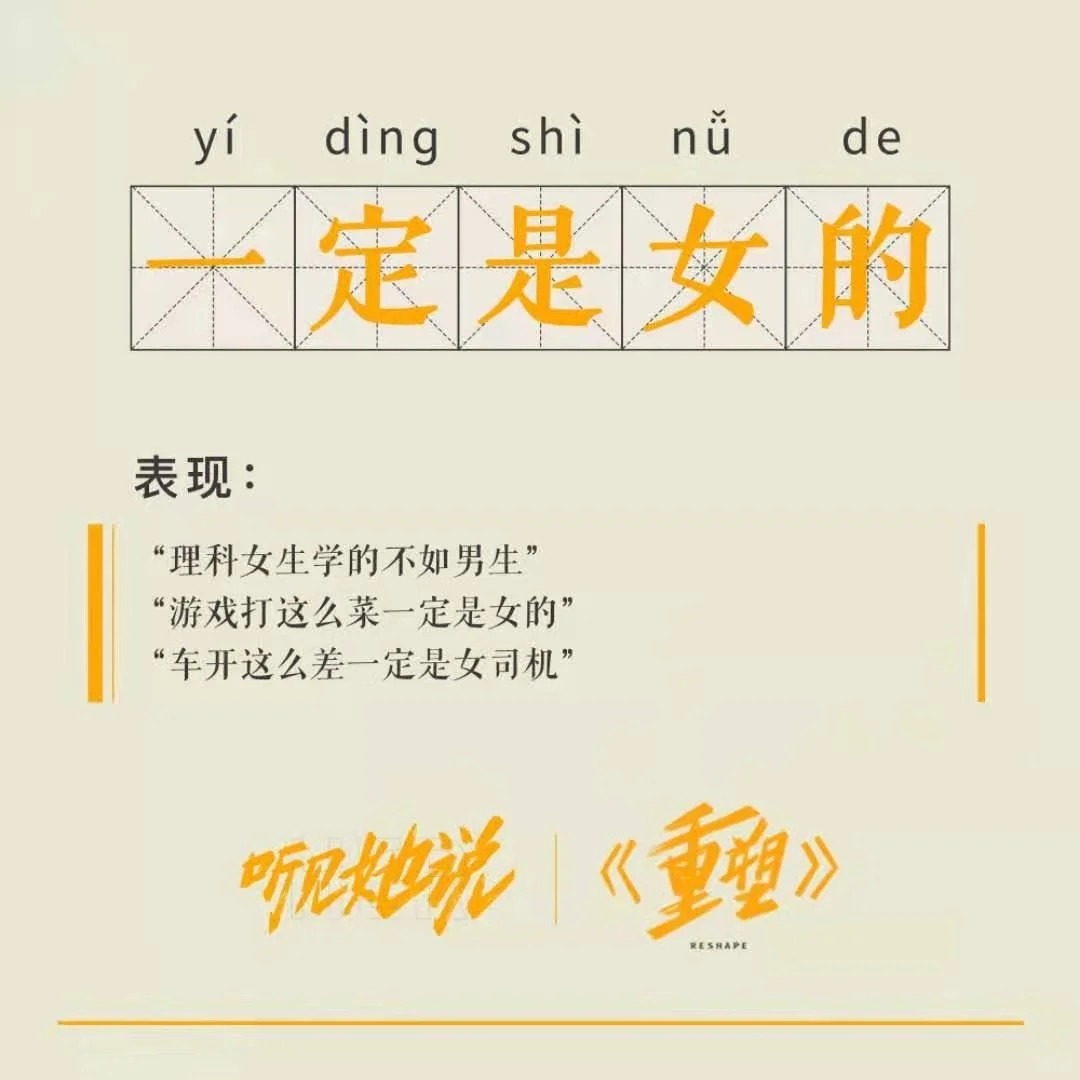 yí dìng shì nǚ de
一定是女的
表现：
“理科女生学的不如男生”
“游戏打这么菜一定是女的”
“车开这么差一定是女司机”
听见她说 《重塑》
RESHAPE